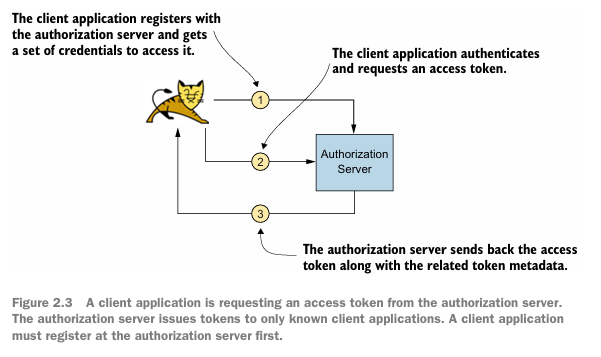 The client application registers with
the authorization server and gets
a set of credentials to access it.
The client application authenticates
and requests an access token.
1
2
Authorization
Server
3
The authorization server sends back the access
token along with the related token metadata.
Figure 2.3 A client application is requesting an access token from the authorization server.
The authorization server issues tokens to only known client applications. A client application
must register at the authorization server first.